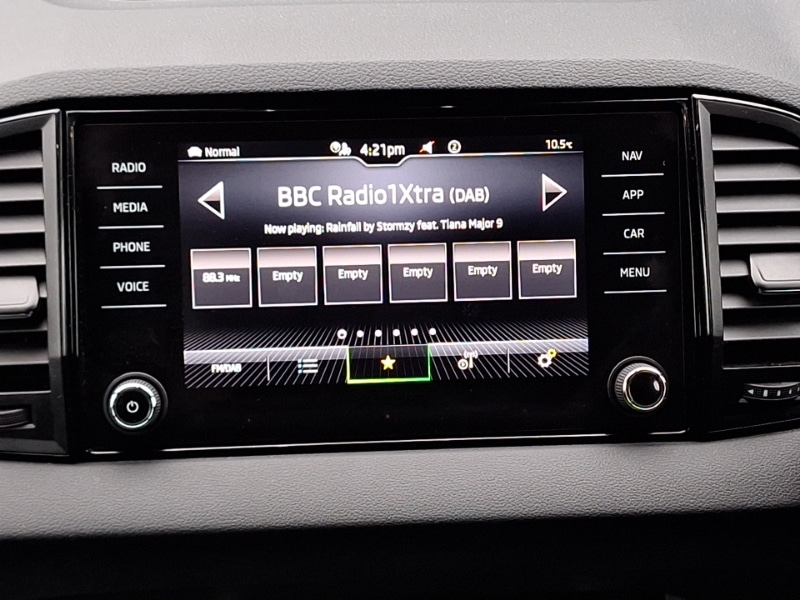 Normal 4:21pm 2 10.5°C
BBC Radio1Xtra (DAB)
Now playing: Rainfall by Stormzy feat. Tiana Major 9
88.3 MHz Empty Empty Empty Empty Empty
FM/DAB
RADIO
MEDIA
PHONE
VOICE
NAV
APP
CAR
MENU